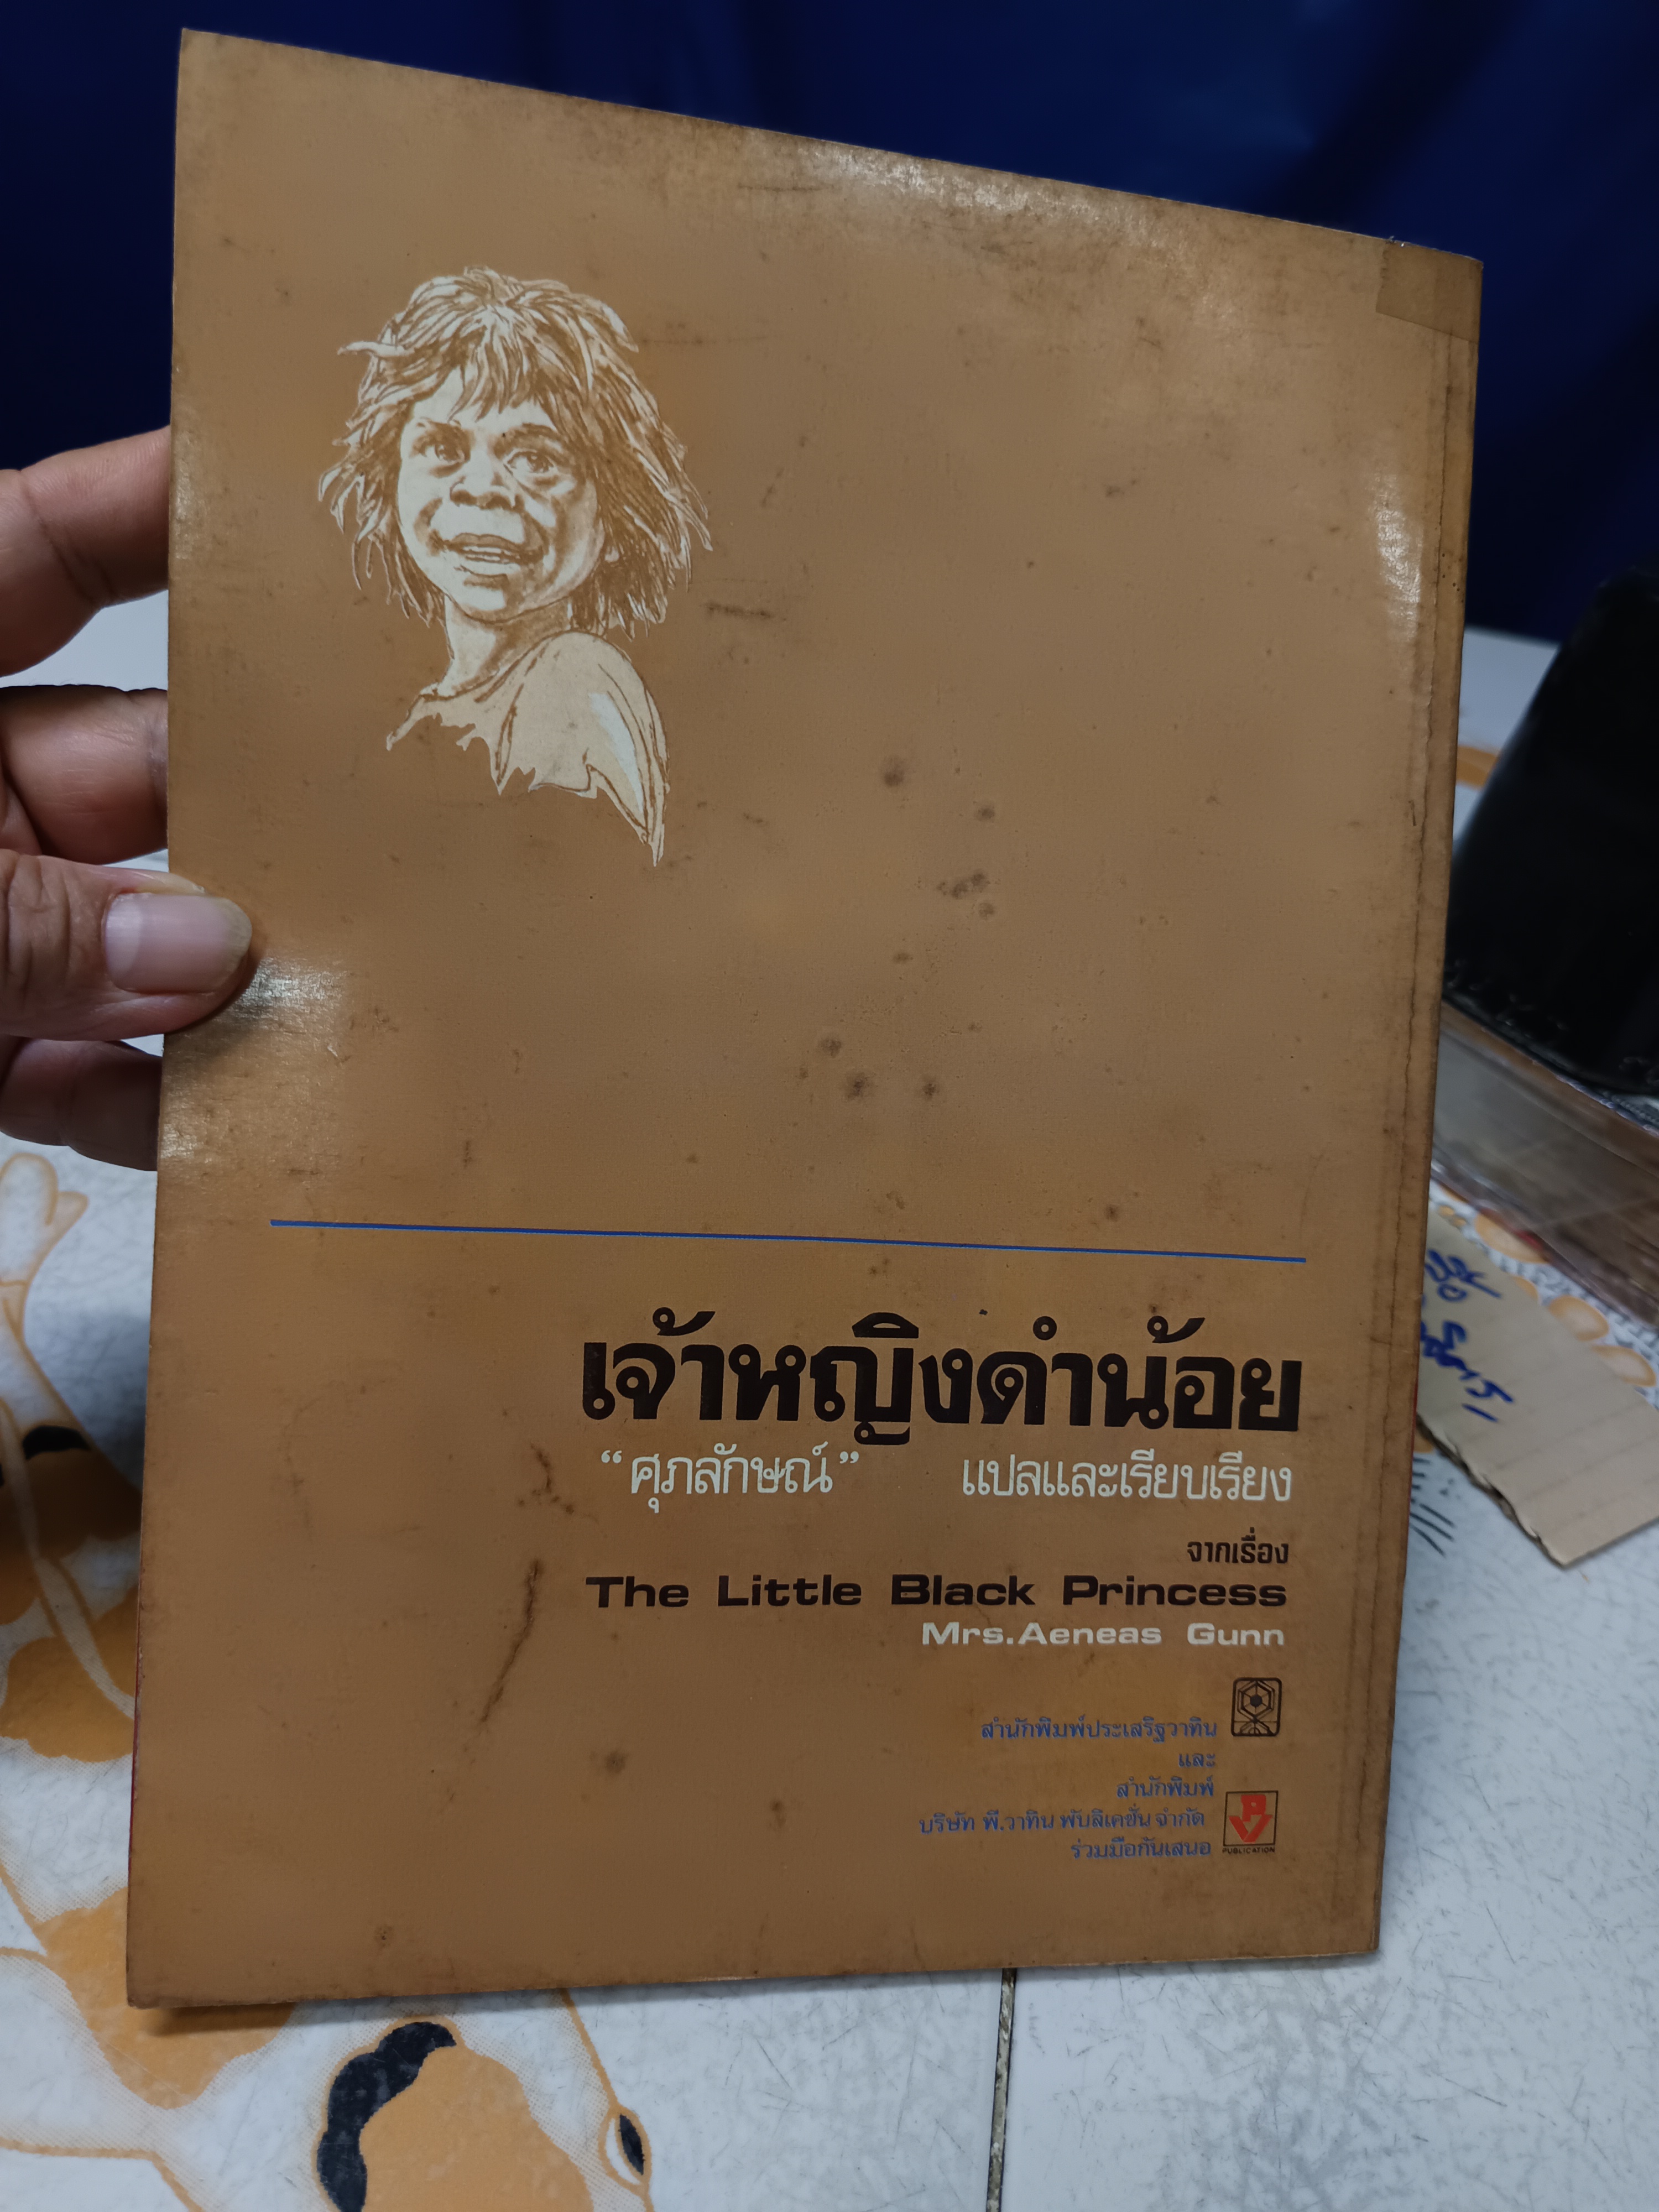 เจ้าหญิงดำน้อย
“ศุภลักษณ์” แปลและเรียบเรียง
จากเรื่อง
The Little Black Princess
Mrs.Aeneas Gunn
สำนักพิมพ์ประเสริฐวาทิน
และ
สำนักพิมพ์
บริษัท พี.วาทิน พับลิเคชั่น จำกัด
ร่วมมือกันเสนอ
PUBLICATION